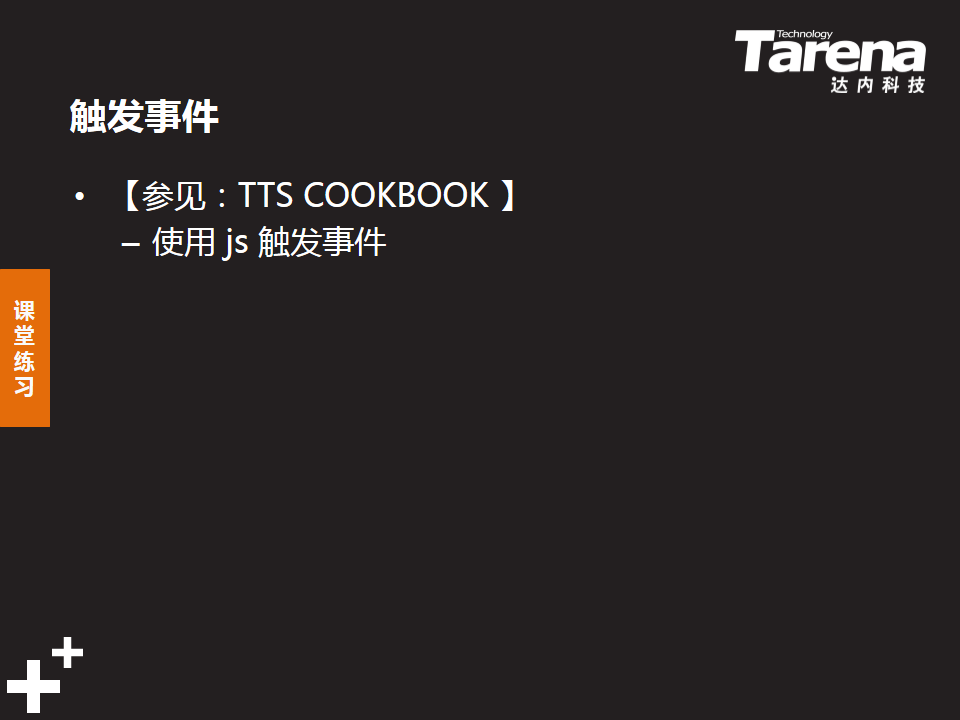 Technology
Tarena
达内科技
触发事件
• 【参见：TTS COOKBOOK 】
– 使用 js 触发事件
课堂练习